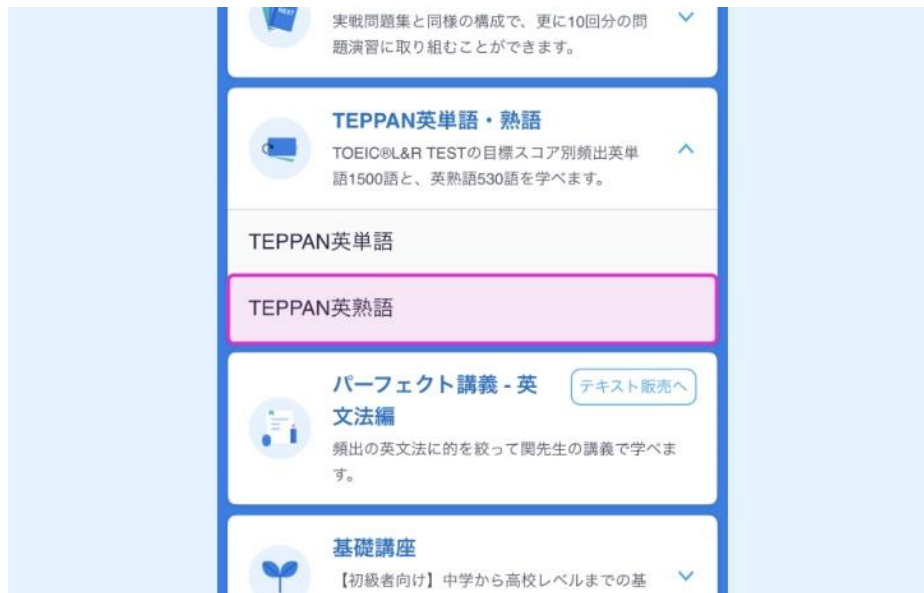 NEXT
実戦問題集と同様の構成で、更に10回分の問
題演習に取り組むことができます。
TEPPAN英単語・熟語
TOEIC®L&R TESTの目標スコア別頻出英単
語1500語と、英熟語530語を学べます。
TEPPAN英単語
TEPPAN英熟語
パーフェクト講義 - 英
文法編
テキスト販売へ
頻出の英文法に的を絞って関先生の講義で学べま
す。
基礎講座
【初級者向け】中学から高校レベルまでの基